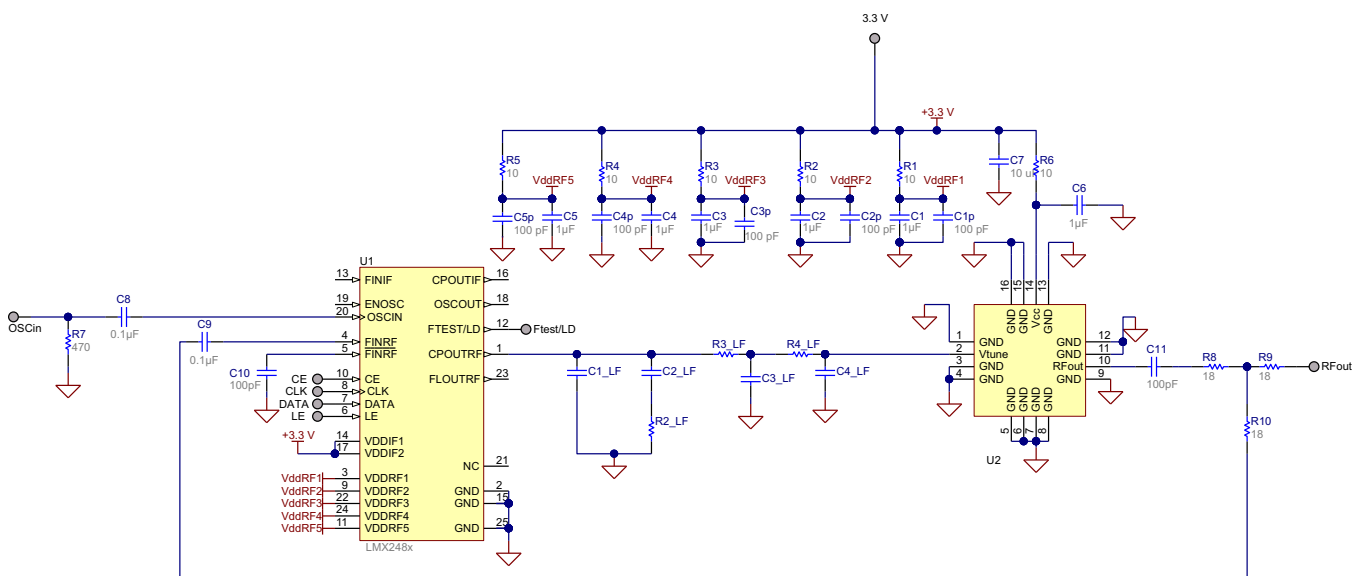 3.3 V
+3.3 V
R5
10
R4
10
R3
10
R2
10
R1
10
C7
10 uF
R6
10
VddRF5
VddRF4
VddRF3
VddRF2
VddRF1
C6
1µF
C5p
100 pF
C5
1µF
C4p
100 pF
C4
1µF
C3
1µF
C3p
100 pF
C2
1µF
C2p
100 pF
C1
1µF
C1p
100 pF
U1
13 FINIF CPOUTIF 16
19 ENOSC OSCOUT 18
20 OSCIN
FTEST/LD 12 Ftest/LD
4 FINRF
5 FINRF CPOUTRF 1
10 CE FLOUTRF 23
8 CLK
7 DATA
6 LE
14 VDDIF1
17 VDDIF2
NC 21
3 VDDRF1
9 VDDRF2 GND 2
22 VDDRF3 GND 15
24 VDDRF4
11 VDDRF5 GND 25
LMX248x
OSCin
C8
0.1µF
R7
470
C9
0.1µF
C10
100pF
CE
CLK
DATA
LE
+3.3 V
VddRF1
VddRF2
VddRF3
VddRF4
VddRF5
C1_LF
C2_LF
R2_LF
R3_LF
C3_LF
R4_LF
C4_LF
16 15 14 13
GND GND Vcc GND
1 GND GND 12
2 Vtune GND 11
3 GND RFout 10
4 GND GND 9
GND GND GND GND
5 6 7 8
U2
C11
100pF
R8
18
R9
18
RFout
R10
18